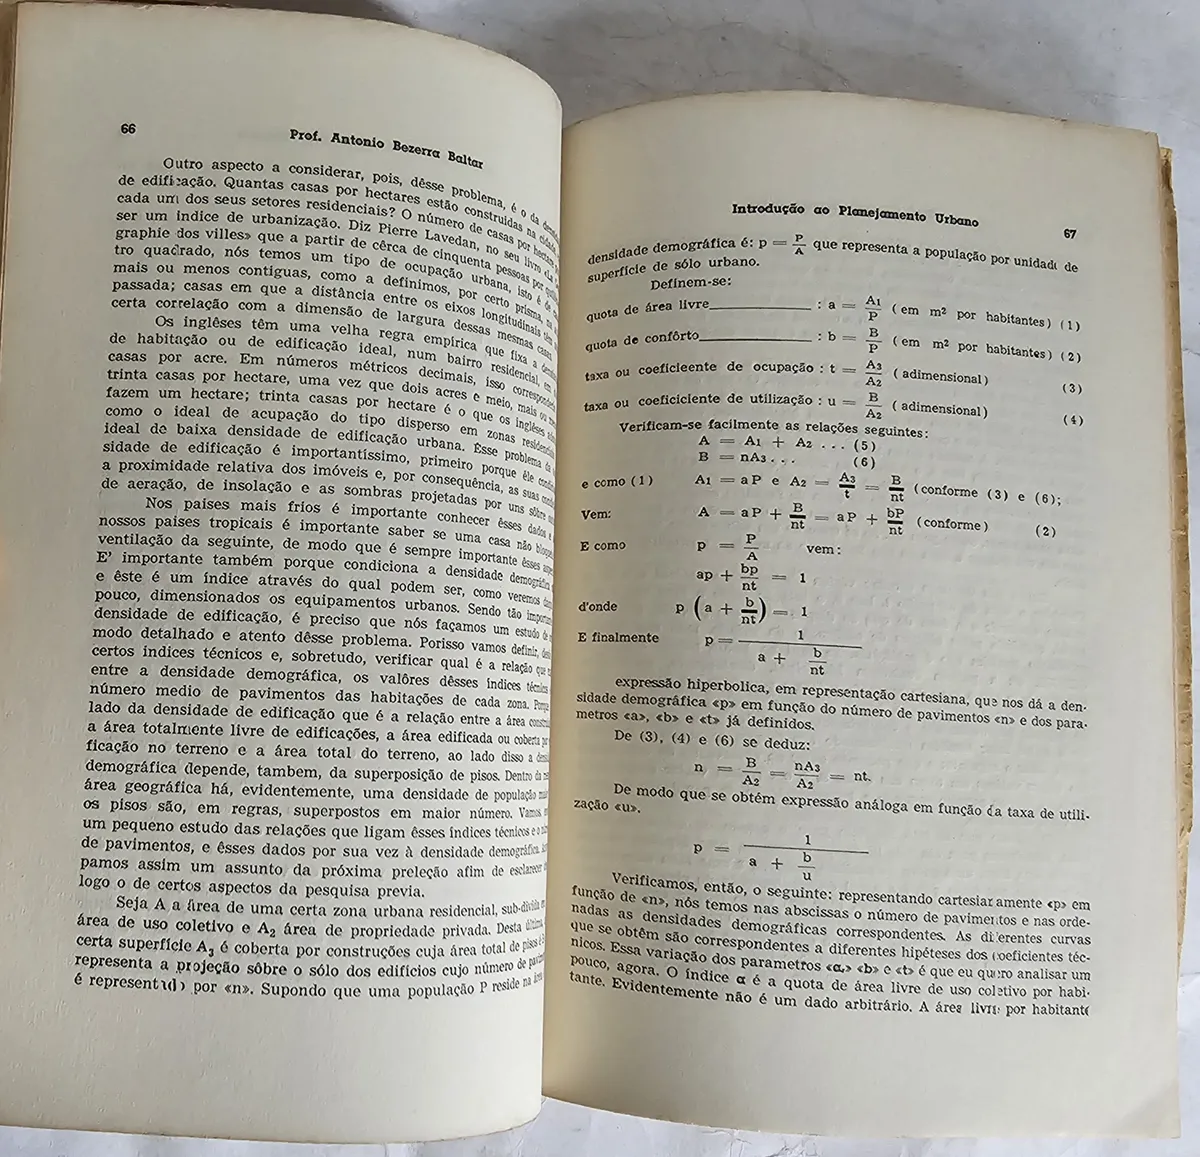 66
Prof. Antonio Bezerra Baltar
Outro aspecto a considerar, pois, dêsse problema, é o da
de edificação. Quantas casas por hectares estão construidas na cidade
cada um dos seus setores residenciais? O número de casas por hectare
ser um índice de urbanização. Diz Pierre Lavedan, no seu livro
graphie des villes» que a partir de cêrca de cinquenta pessoas por
tro quadrado, nós temos um tipo de ocupação urbana, isto é de
mais ou menos contiguas, como a definimos, por certo prisma, na
passada; casas em que a distância entre os eixos longitudinais
certa correlação com a dimensão de largura dessas mesmas casas
Os inglêses têm uma velha regra empírica que fixa a
de habitação ou de edificação ideal, num bairro residencial, em
casas por acre. Em números métricos decimais, isso
trinta casas por hectare, uma vez que dois acres e meio, mais ou
fazem um hectare; trinta casas por hectare é o que os inglêses
como o ideal de acupação do tipo disperso em zonas
ideal de baixa densidade de edificação urbana. Êsse problema da
sidade de edificação é importantíssimo, primeiro porque êle
a proximidade relativa dos imóveis e, por consequência, as suas
de aeração, de insolação e as sombras projetadas por uns sôbre
Nos paises mais frios é importante conhecer êsses dados e
nossos paises tropicais é importante saber se uma casa não
ventilação da seguinte, de modo que é sempre importante êsses
E' importante também porque condiciona a densidade demográfica
e êste é um índice através do qual podem ser, como veremos
pouco, dimensionados os equipamentos urbanos. Sendo tão
densidade de edificação, é preciso que nós façamos um estudo de
modo detalhado e atento dêsse problema. Porisso vamos definir,
certos índices técnicos e, sobretudo, verificar qual é a relação que
entre a densidade demográfica, os valôres dêsses índices técnicos
número medio de pavimentos das habitações de cada zona.
lado da densidade de edificação que é a relação entre a área
a área totalmente livre de edificações, a área edificada ou coberta
ficação no terreno e a área total do terreno, ao lado disso a
demográfica depende, tambem, da superposição de pisos. Dentro da
área geográfica há, evidentemente, uma densidade de população
os pisos são, em regras, superpostos em maior número. Vamos,
um pequeno estudo das relações que ligam êsses índices técnicos e o
de pavimentos, e êsses dados por sua vez à densidade demográfica.
pamos assim um assunto da próxima preleção afim de esclarecer
logo o de certos aspectos da pesquisa previa.
Seja A a área de uma certa zona urbana residencial, sub-dividida
área de uso coletivo e A₂ área de propriedade privada. Desta última,
certa superfície A₃ é coberta por construções cuja área total de pisos é
representa a projeção sôbre o sólo dos edifícios cujo número de
é representado por «n». Supondo que uma população P reside na
Introdução ao Planejamento Urbano
67
densidade demográfica é: p = P/A que representa a população por unidade de
superfície de sólo urbano.
Definem-se:
quota de área livre : a = A1/P (em m² por habitantes) (1)
quota de confôrto : b = B/P (em m² por habitantes) (2)
taxa ou coeficieente de ocupação : t = A3/A2 (adimensional) (3)
taxa ou coeficiciente de utilização : u = B/A2 (adimensional) (4)
Verificam-se facilmente as relações seguintes:
A = A1 + A2 ... (5)
B = nA3 ... (6)
e como (1) A1 = aP e A2 = A3/t = B/nt (conforme (3) e (6);
Vem: A = aP + B/nt = aP + bP/nt (conforme) (2)
E como p = P/A vem:
ap + bp/nt = 1
d'onde p (a + b/nt) = 1
E finalmente p = 1/(a + b/nt)
expressão hiperbolica, em representação cartesiana, que nos dá a den-
sidade demográfica «p» em função do número de pavimentos «n» e dos para-
metros «a», «b» e «t» já definidos.
De (3), (4) e (6) se deduz:
n = B/A2 = nA3/A2 = nt.
De modo que se obtém expressão análoga em função da taxa de utili-
zação «u».
p = 1/(a + b/u)
Verificamos, então, o seguinte: representando cartesianamente «p» em
função de «n», nós temos nas abscissas o número de pavimentos e nas orde-
nadas as densidades demográficas correspondentes. As diferentes curvas
que se obtêm são correspondentes a diferentes hipéteses dos coeficientes téc-
nicos. Essa variação dos parametros «a,» «b» e «t» é que eu quero analisar um
pouco, agora. O índice a é a quota de área livre de uso coletivo por habi-
tante. Evidentemente não é um dado arbitrário. A área livre por habitante